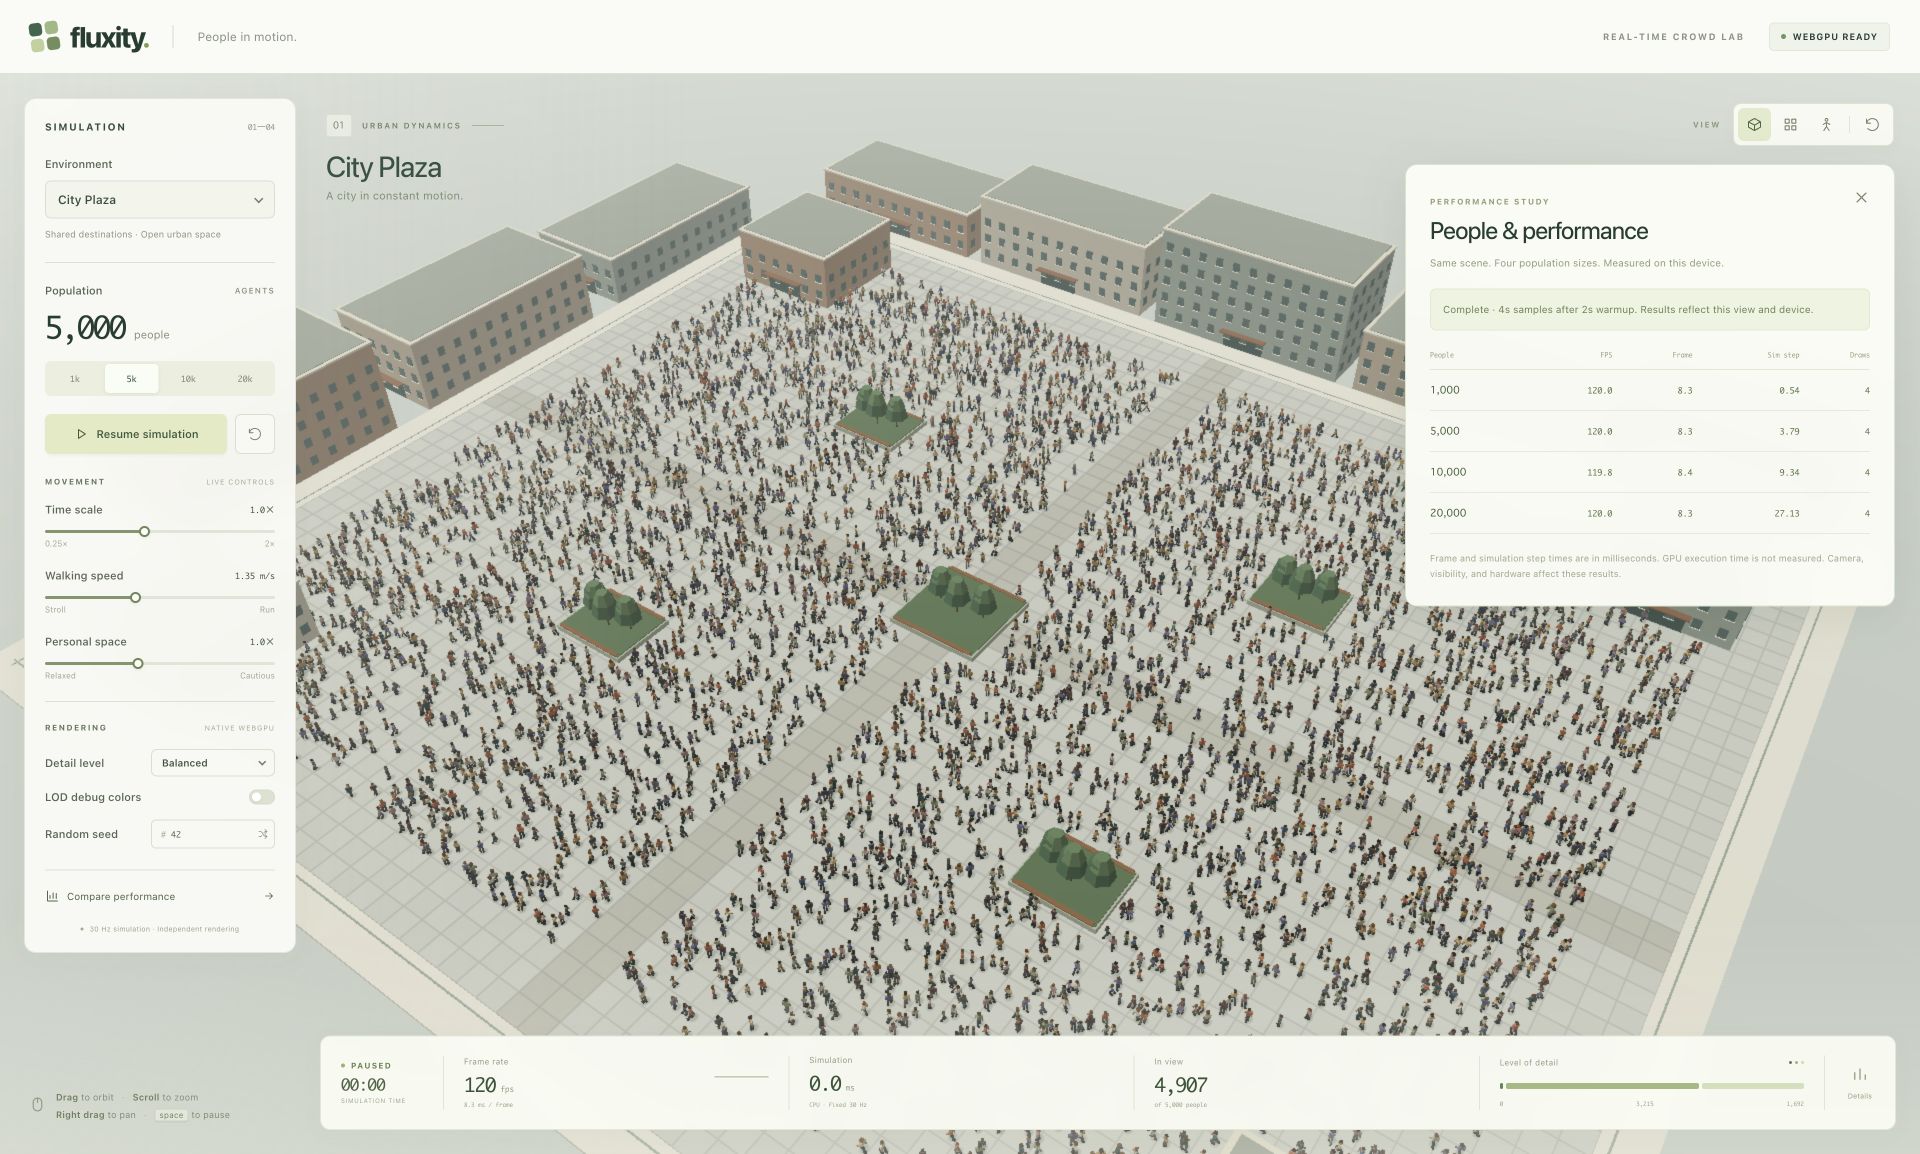 fluxity.
People in motion.
REAL-TIME CROWD LAB
WEBGPU READY
SIMULATION
01—04
Environment
City Plaza
Shared destinations · Open urban space
Population
AGENTS
5,000 people
1k 5k 10k 20k
Resume simulation
MOVEMENT
LIVE CONTROLS
Time scale
1.0×
0.25×
2×
Walking speed
1.35 m/s
Stroll
Run
Personal space
1.0×
Relaxed
Cautious
RENDERING
NATIVE WEBGPU
Detail level
Balanced
LOD debug colors
Random seed
# 42
Compare performance
30 Hz simulation · Independent rendering
Drag to orbit · Scroll to zoom
Right drag to pan · space to pause
01 URBAN DYNAMICS
City Plaza
A city in constant motion.
VIEW
PERFORMANCE STUDY
People & performance
Same scene. Four population sizes. Measured on this device.
Complete · 4s samples after 2s warmup. Results reflect this view and device.
People FPS Frame Sim step Draws
1,000 120.0 8.3 0.54 4
5,000 120.0 8.3 3.79 4
10,000 119.8 8.4 9.34 4
20,000 120.0 8.3 27.13 4
Frame and simulation step times are in milliseconds. GPU execution time is not measured. Camera,
visibility, and hardware affect these results.
PAUSED
00:00
SIMULATION TIME
Frame rate
120 fps
8.3 ms / frame
Simulation
0.0 ms
CPU · Fixed 30 Hz
In view
4,907
of 5,000 people
Level of detail
0 3,215 1,692
Details